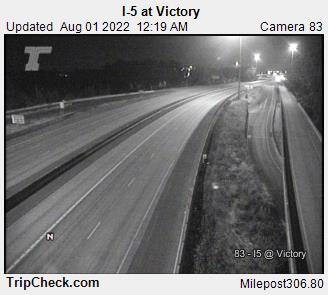 I-5 at Victory
Updated Aug 01 2022 12:19 AM Camera 83
T
N
83 - I5 @ Victory
TripCheck.com Milepost306.80